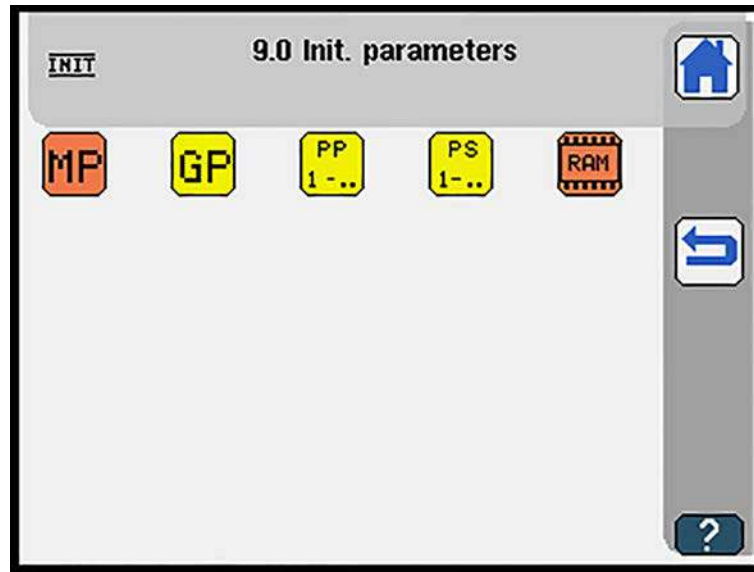 INIT
9.0 Init. parameters
MP
GP
PP
1 -..
PS
1-..
RAM
?